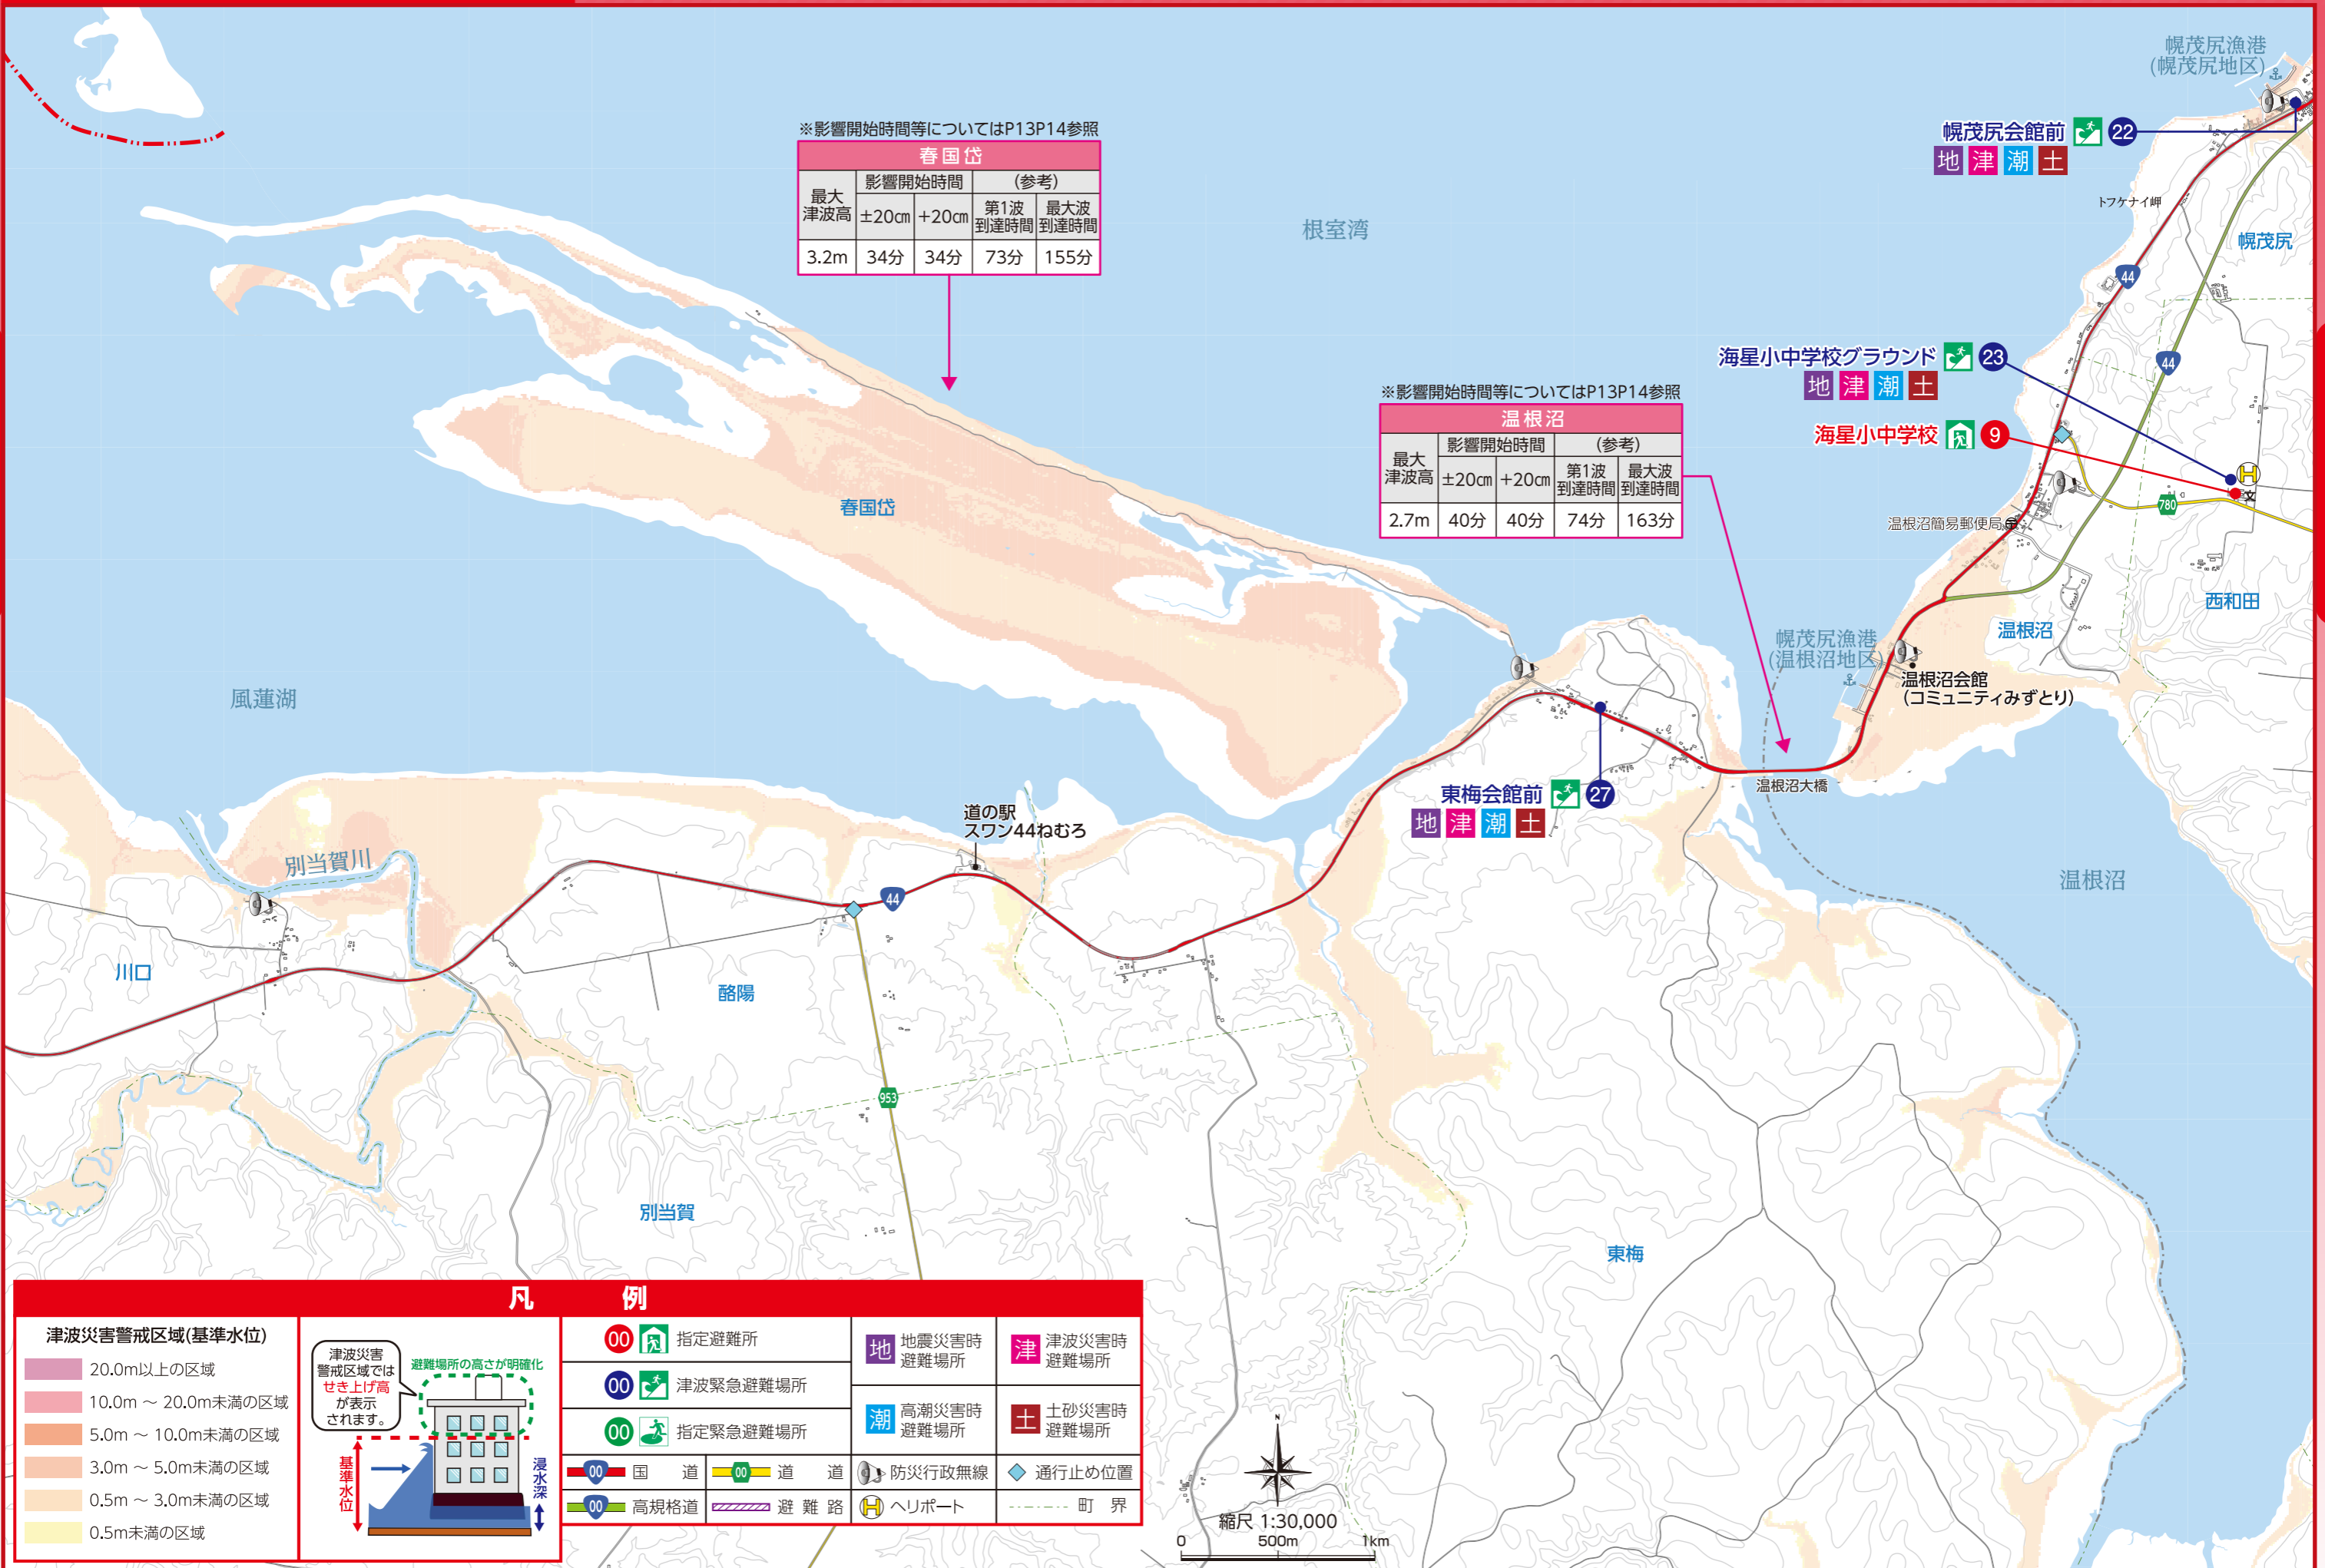 幌茂尻漁港
(幌茂尻地区)
※影響開始時間等についてはP13P14参照
春国岱
最大
津波高
影響開始時間
(参考)
±20㎝
+20㎝
第1波
到達時間
最大波
到達時間
3.2m 34分 34分 73分 155分
幌茂尻会館前 22
地 津 潮 土
トフケナイ岬
根室湾
幌茂尻
44
海星小中学校グラウンド 23
地 津 潮 土
44
※影響開始時間等についてはP13P14参照
温根沼
最大
津波高
影響開始時間
(参考)
±20㎝
+20㎝
第1波
到達時間
最大波
到達時間
2.7m 40分 40分 74分 163分
海星小中学校 9
H
文
780
春国岱
温根沼簡易郵便局
西和田
温根沼
幌茂尻漁港
(温根沼地区)
温根沼会館
(コミュニティみずとり)
風蓮湖
東梅会館前 27
地 津 潮 土
温根沼大橋
道の駅
スワン44ねむろ
別当賀川
44
温根沼
川口
酪陽
953
別当賀
東梅
凡 例
津波災害警戒区域(基準水位)
20.0m以上の区域
10.0m ～ 20.0m未満の区域
5.0m ～ 10.0m未満の区域
3.0m ～ 5.0m未満の区域
0.5m ～ 3.0m未満の区域
0.5m未満の区域
津波災害
警戒区域では
せき上げ高
が表示
されます。
避難場所の高さが明確化
基準水位
浸水深
00 指定避難所
00 津波緊急避難場所
00 指定緊急避難場所
地 地震災害時
避難場所
津 津波災害時
避難場所
潮 高潮災害時
避難場所
土 土砂災害時
避難場所
00 国 道
00 道 道
防災行政無線
通行止め位置
00 高規格道
避 難 路
H ヘリポート
町 界
N
縮尺 1:30,000
0 500m 1km